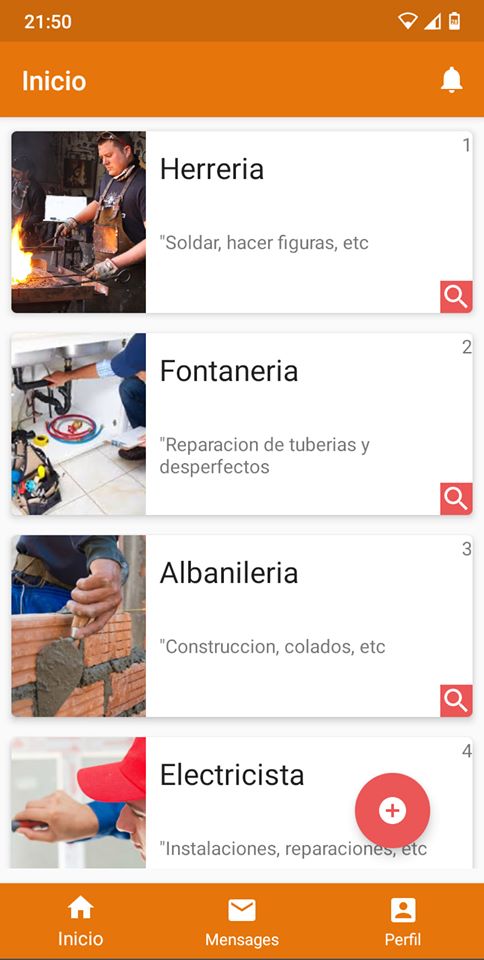 21:50
Inicio
1
Herreria
"Soldar, hacer figuras, etc
2
Fontaneria
"Reparacion de tuberias y
desperfectos
3
Albanileria
"Construccion, colados, etc
4
Electricista
"Instalaciones, reparaciones, etc
Inicio
Mensages
Perfil